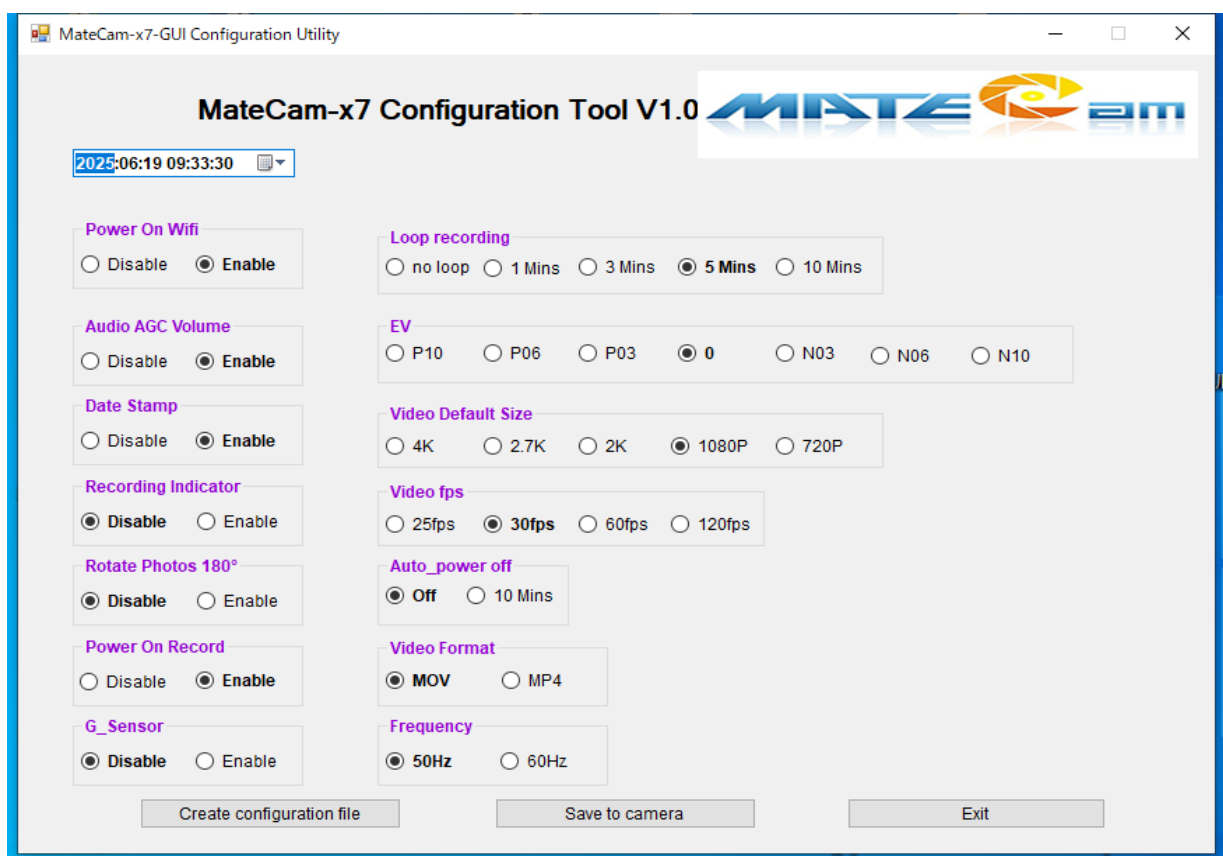 MateCam-x7-GUI Configuration Utility
MateCam-x7 Configuration Tool V1.0
MATECam
2025:06:19 09:33:30
Power On Wifi
Disable Enable
Loop recording
no loop 1 Mins 3 Mins 5 Mins 10 Mins
Audio AGC Volume
Disable Enable
EV
P10 P06 P03 0 N03 N06 N10
Date Stamp
Disable Enable
Video Default Size
4K 2.7K 2K 1080P 720P
Recording Indicator
Disable Enable
Video fps
25fps 30fps 60fps 120fps
Rotate Photos 180°
Disable Enable
Auto_power off
Off 10 Mins
Power On Record
Disable Enable
Video Format
MOV MP4
G_Sensor
Disable Enable
Frequency
50Hz 60Hz
Create configuration file Save to camera Exit